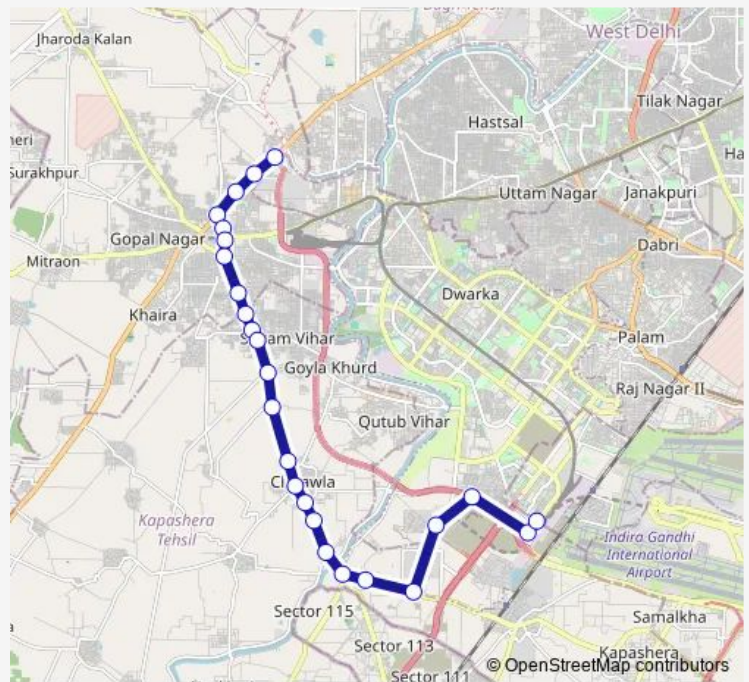 West Delhi
Jharoda Kalan
Tilak Nagar
Hastsal
Surakhpur
Uttam Nagar
Janakpuri
Gopal Nagar
Dabri
Mitraon
Dwarka
Khaira
Palam
Goyla Khurd
Raj Nagar II
Qutub Vihar
Kapashera
Tehsil
Indira Gandhi
International
Airport
Sector 115
Samalkha
Sector 113
Kapashera
Sector 111
© OpenStreetMap contributors